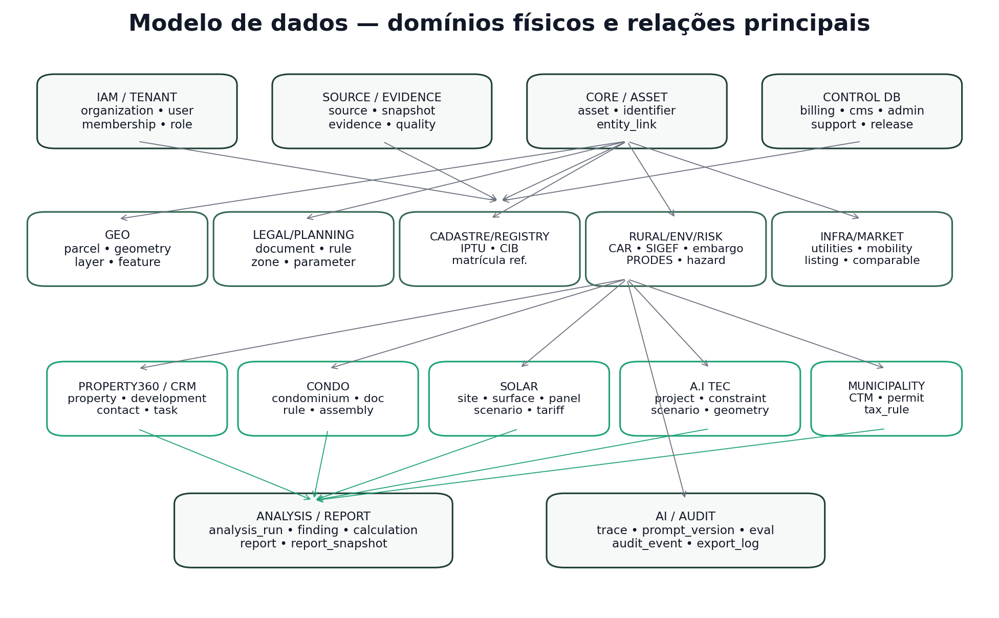 Modelo de dados — domínios físicos e relações principais
IAM / TENANT
organization • user
membership • role
SOURCE / EVIDENCE
source • snapshot
evidence • quality
CORE / ASSET
asset • identifier
entity_link
CONTROL DB
billing • cms • admin
support • release
GEO
parcel • geometry
layer • feature
LEGAL/PLANNING
document • rule
zone • parameter
CADASTRE/REGISTRY
IPTU • CIB
matrícula ref.
RURAL/ENV/RISK
CAR • SIGEF • embargo
PRODES • hazard
INFRA/MARKET
utilities • mobility
listing • comparable
PROPERTY360 / CRM
property • development
contact • task
CONDO
condominium • doc
rule • assembly
SOLAR
site • surface • panel
scenario • tariff
A.I TEC
project • constraint
scenario • geometry
MUNICIPALITY
CTM • permit
tax_rule
ANALYSIS / REPORT
analysis_run • finding • calculation
report • report_snapshot
AI / AUDIT
trace • prompt_version • eval
audit_event • export_log